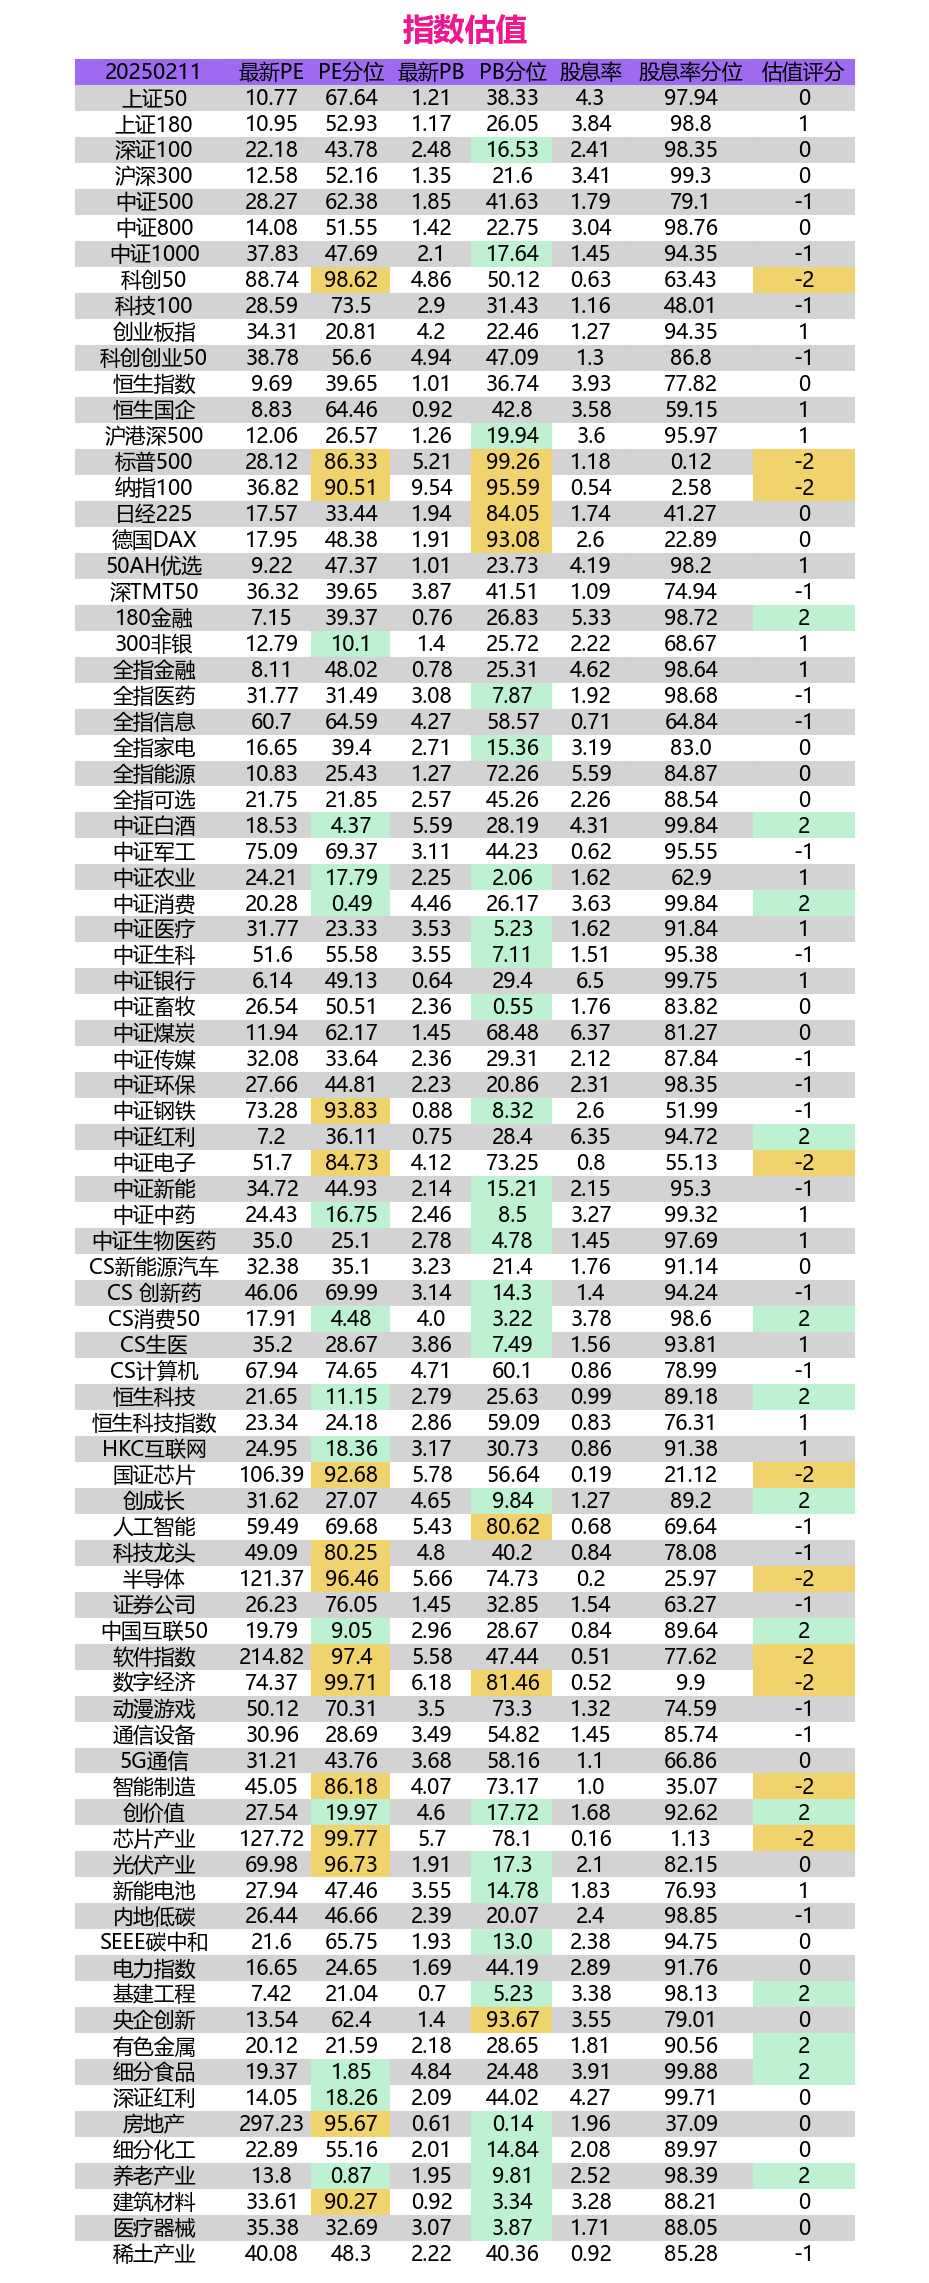 指数估值
20250211 最新PE PE分位 最新PB PB分位 股息率 股息率分位 估值评分
上证50 10.77 67.64 1.21 38.33 4.3 97.94 0
上证180 10.95 52.93 1.17 26.05 3.84 98.8 1
深证100 22.18 43.78 2.48 16.53 2.41 98.35 0
沪深300 12.58 52.16 1.35 21.6 3.41 99.3 0
中证500 28.27 62.38 1.85 41.63 1.79 79.1 -1
中证800 14.08 51.55 1.42 22.75 3.04 98.76 0
中证1000 37.83 47.69 2.1 17.64 1.45 94.35 -1
科创50 88.74 98.62 4.86 50.12 0.63 63.43 -2
科技100 28.59 73.5 2.9 31.43 1.16 48.01 -1
创业板指 34.31 20.81 4.2 22.46 1.27 94.35 1
科创创业50 38.78 56.6 4.94 47.09 1.3 86.8 -1
恒生指数 9.69 39.65 1.01 36.74 3.93 77.82 0
恒生国企 8.83 64.46 0.92 42.8 3.58 59.15 1
沪港深500 12.06 26.57 1.26 19.94 3.6 95.97 1
标普500 28.12 86.33 5.21 99.26 1.18 0.12 -2
纳指100 36.82 90.51 9.54 95.59 0.54 2.58 -2
日经225 17.57 33.44 1.94 84.05 1.74 41.27 0
德国DAX 17.95 48.38 1.91 93.08 2.6 22.89 0
50AH优选 9.22 47.37 1.01 23.73 4.19 98.2 1
深TMT50 36.32 39.65 3.87 41.51 1.09 74.94 -1
180金融 7.15 39.37 0.76 26.83 5.33 98.72 2
300非银 12.79 10.1 1.4 25.72 2.22 68.67 1
全指金融 8.11 48.02 0.78 25.31 4.62 98.64 1
全指医药 31.77 31.49 3.08 7.87 1.92 98.68 -1
全指信息 60.7 64.59 4.27 58.57 0.71 64.84 -1
全指家电 16.65 39.4 2.71 15.36 3.19 83.0 0
全指能源 10.83 25.43 1.27 72.26 5.59 84.87 0
全指可选 21.75 21.85 2.57 45.26 2.26 88.54 0
中证白酒 18.53 4.37 5.59 28.19 4.31 99.84 2
中证军工 75.09 69.37 3.11 44.23 0.62 95.55 -1
中证农业 24.21 17.79 2.25 2.06 1.62 62.9 1
中证消费 20.28 0.49 4.46 26.17 3.63 99.84 2
中证医疗 31.77 23.33 3.53 5.23 1.62 91.84 1
中证生科 51.6 55.58 3.55 7.11 1.51 95.38 -1
中证银行 6.14 49.13 0.64 29.4 6.5 99.75 1
中证畜牧 26.54 50.51 2.36 0.55 1.76 83.82 0
中证煤炭 11.94 62.17 1.45 68.48 6.37 81.27 0
中证传媒 32.08 33.64 2.36 29.31 2.12 87.84 -1
中证环保 27.66 44.81 2.23 20.86 2.31 98.35 -1
中证钢铁 73.28 93.83 0.88 8.32 2.6 51.99 -1
中证红利 7.2 36.11 0.75 28.4 6.35 94.72 2
中证电子 51.7 84.73 4.12 73.25 0.8 55.13 -2
中证新能 34.72 44.93 2.14 15.21 2.15 95.3 -1
中证中药 24.43 16.75 2.46 8.5 3.27 99.32 1
中证生物医药 35.0 25.1 2.78 4.78 1.45 97.69 1
CS新能源汽车 32.38 35.1 3.23 21.4 1.76 91.14 0
CS 创新药 46.06 69.99 3.14 14.3 1.4 94.24 -1
CS消费50 17.91 4.48 4.0 3.22 3.78 98.6 2
CS生医 35.2 28.67 3.86 7.49 1.56 93.81 1
CS计算机 67.94 74.65 4.71 60.1 0.86 78.99 -1
恒生科技 21.65 11.15 2.79 25.63 0.99 89.18 2
恒生科技指数 23.34 24.18 2.86 59.09 0.83 76.31 1
HKC互联网 24.95 18.36 3.17 30.73 0.86 91.38 1
国证芯片 106.39 92.68 5.78 56.64 0.19 21.12 -2
创成长 31.62 27.07 4.65 9.84 1.27 89.2 2
人工智能 59.49 69.68 5.43 80.62 0.68 69.64 -1
科技龙头 49.09 80.25 4.8 40.2 0.84 78.08 -1
半导体 121.37 96.46 5.66 74.73 0.2 25.97 -2
证券公司 26.23 76.05 1.45 32.85 1.54 63.27 -1
中国互联50 19.79 9.05 2.96 28.67 0.84 89.64 2
软件指数 214.82 97.4 5.58 47.44 0.51 77.62 -2
数字经济 74.37 99.71 6.18 81.46 0.52 9.9 -2
动漫游戏 50.12 70.31 3.5 73.3 1.32 74.59 -1
通信设备 30.96 28.69 3.49 54.82 1.45 85.74 -1
5G通信 31.21 43.76 3.68 58.16 1.1 66.86 0
智能制造 45.05 86.18 4.07 73.17 1.0 35.07 -2
创价值 27.54 19.97 4.6 17.72 1.68 92.62 2
芯片产业 127.72 99.77 5.7 78.1 0.16 1.13 -2
光伏产业 69.98 96.73 1.91 17.3 2.1 82.15 0
新能电池 27.94 47.46 3.55 14.78 1.83 76.93 1
内地低碳 26.44 46.66 2.39 20.07 2.4 98.85 -1
SEEE碳中和 21.6 65.75 1.93 13.0 2.38 94.75 0
电力指数 16.65 24.65 1.69 44.19 2.89 91.76 0
基建工程 7.42 21.04 0.7 5.23 3.38 98.13 2
央企创新 13.54 62.4 1.4 93.67 3.55 79.01 0
有色金属 20.12 21.59 2.18 28.65 1.81 90.56 2
细分食品 19.37 1.85 4.84 24.48 3.91 99.88 2
深证红利 14.05 18.26 2.09 44.02 4.27 99.71 0
房地产 297.23 95.67 0.61 0.14 1.96 37.09 0
细分化工 22.89 55.16 2.01 14.84 2.08 89.97 0
养老产业 13.8 0.87 1.95 9.81 2.52 98.39 2
建筑材料 33.61 90.27 0.92 3.34 3.28 88.21 0
医疗器械 35.38 32.69 3.07 3.87 1.71 88.05 0
稀土产业 40.08 48.3 2.22 40.36 0.92 85.28 -1